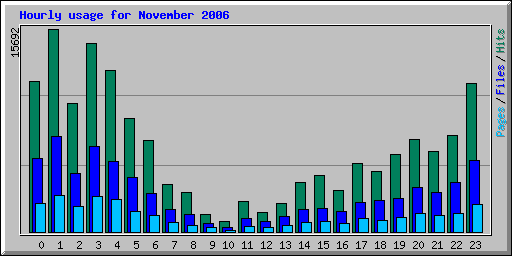 Hourly usage for November 2006
15692
Pages/Files/Hits
0 1 2 3 4 5 6 7 8 9 10 11 12 13 14 15 16 17 18 19 20 21 22 23